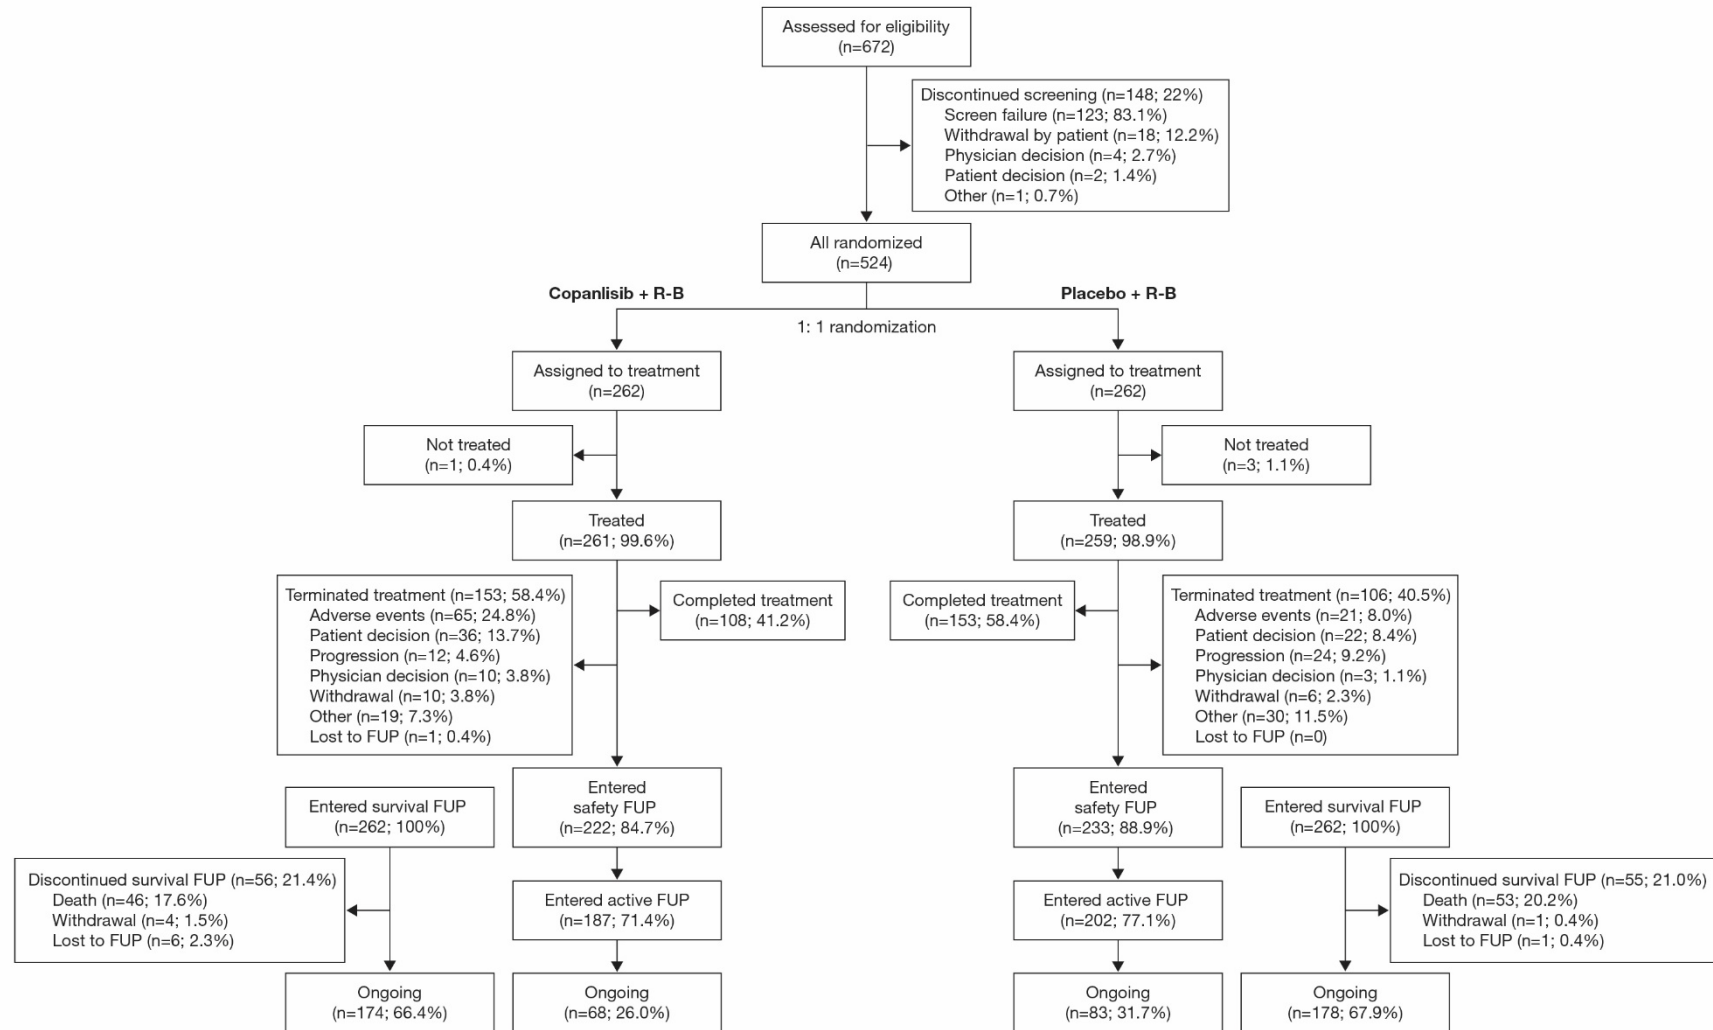 Assessed for eligibility
(n=672)
Discontinued screening (n=148; 22%)
Screen failure (n=123; 83.1%)
Withdrawal by patient (n=18; 12.2%)
Physician decision (n=4; 2.7%)
Patient decision (n=2; 1.4%)
Other (n=1; 0.7%)
All randomized
(n=524)
Copanlisib + R-B
Placebo + R-B
1: 1 randomization
Assigned to treatment
(n=262)
Assigned to treatment
(n=262)
Not treated
(n=1; 0.4%)
Not treated
(n=3; 1.1%)
Treated
(n=261; 99.6%)
Treated
(n=259; 98.9%)
Terminated treatment (n=153; 58.4%)
Adverse events (n=65; 24.8%)
Patient decision (n=36; 13.7%)
Progression (n=12; 4.6%)
Physician decision (n=10; 3.8%)
Withdrawal (n=10; 3.8%)
Other (n=19; 7.3%)
Lost to FUP (n=1; 0.4%)
Completed treatment
(n=108; 41.2%)
Completed treatment
(n=153; 58.4%)
Terminated treatment (n=106; 40.5%)
Adverse events (n=21; 8.0%)
Patient decision (n=22; 8.4%)
Progression (n=24; 9.2%)
Physician decision (n=3; 1.1%)
Withdrawal (n=6; 2.3%)
Other (n=30; 11.5%)
Lost to FUP (n=0)
Entered survival FUP
(n=262; 100%)
Entered
safety FUP
(n=222; 84.7%)
Entered
safety FUP
(n=233; 88.9%)
Entered survival FUP
(n=262; 100%)
Discontinued survival FUP (n=56; 21.4%)
Death (n=46; 17.6%)
Withdrawal (n=4; 1.5%)
Lost to FUP (n=6; 2.3%)
Entered active FUP
(n=187; 71.4%)
Entered active FUP
(n=202; 77.1%)
Discontinued survival FUP (n=55; 21.0%)
Death (n=53; 20.2%)
Withdrawal (n=1; 0.4%)
Lost to FUP (n=1; 0.4%)
Ongoing
(n=174; 66.4%)
Ongoing
(n=68; 26.0%)
Ongoing
(n=83; 31.7%)
Ongoing
(n=178; 67.9%)